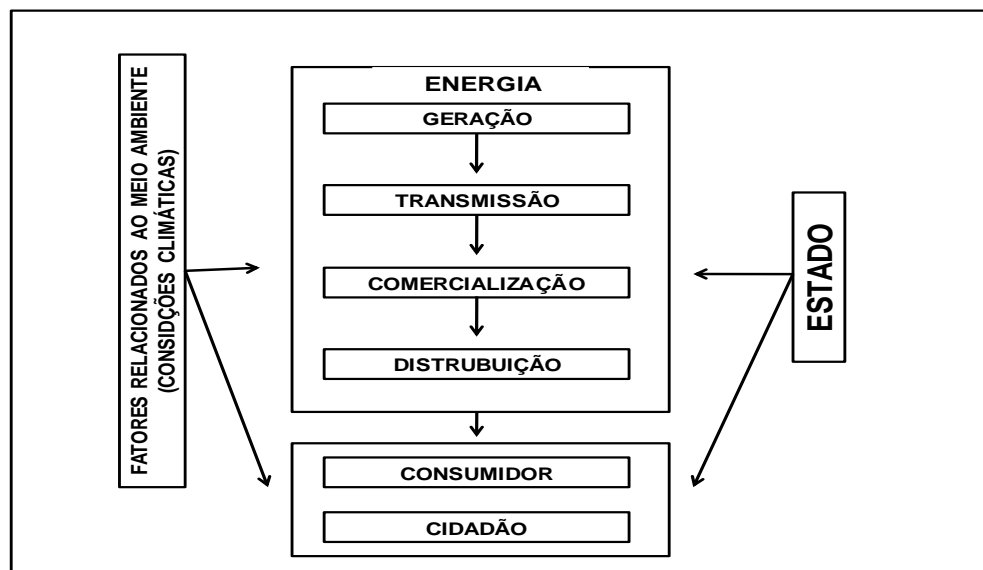 FATORES RELACIONADOS AO MEIO AMBIENTE
(CONSIDÇÕES CLIMÁTICAS)
ENERGIA
GERAÇÃO
TRANSMISSÃO
COMERCIALIZAÇÃO
DISTRUBUIÇÃO
CONSUMIDOR
CIDADÃO
ESTADO